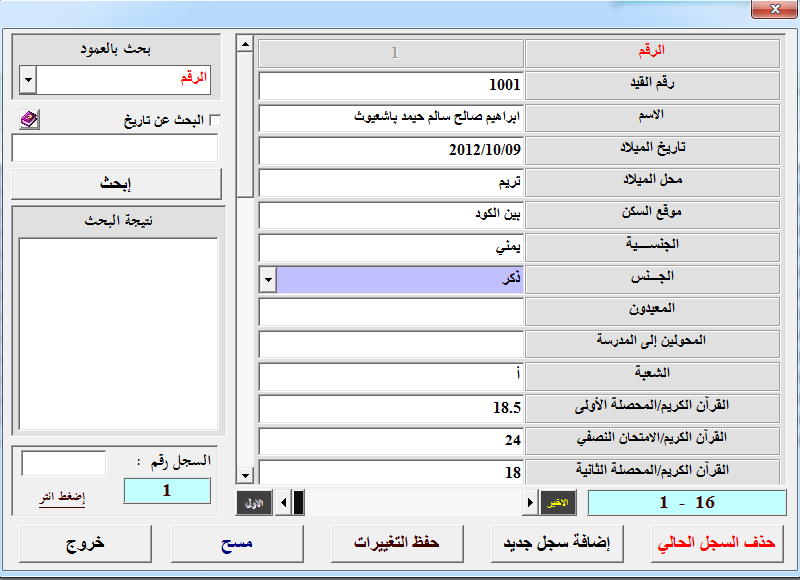 الرقم 1
رقم القيد 1001
الاسم ابراهيم صالح سالم حيمد باشعيوث
تاريخ الميلاد 2012/10/09
محل الميلاد تريم
موقع السكن بين الكود
الجنســـية يمني
الجــنس ذكر
المعيدون
المحولين إلى المدرسة
الشعبة أ
القرآن الكريم/المحصلة الأولى 18.5
القرآن الكريم/الامتحان النصفي 24
القرآن الكريم/المحصلة الثانية 18
1 - 16
الاخير
الاول
بحث بالعمود
الرقم
البحث عن تاريخ
إبحث
نتيجة البحث
السجل رقم :
1
إضغط انتر
حذف السجل الحالي
إضافة سجل جديد
حفظ التغييرات
مسح
خروج